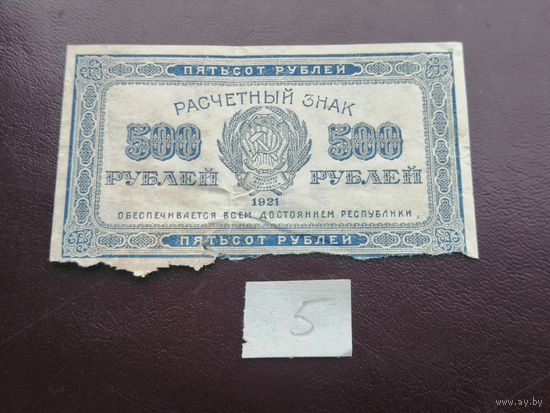 ПЯТЬСОТ РУБЛЕЙ
РАСЧЕТНЫЙ ЗНАК
500 500
РУБЛЕЙ РУБЛЕЙ
1921
ОБЕСПЕЧИВАЕТСЯ ВСЕМ ДОСТОЯНИЕМ РЕСПУБЛИКИ.
ПЯТЬСОТ РУБЛЕЙ
5
www.ay.by